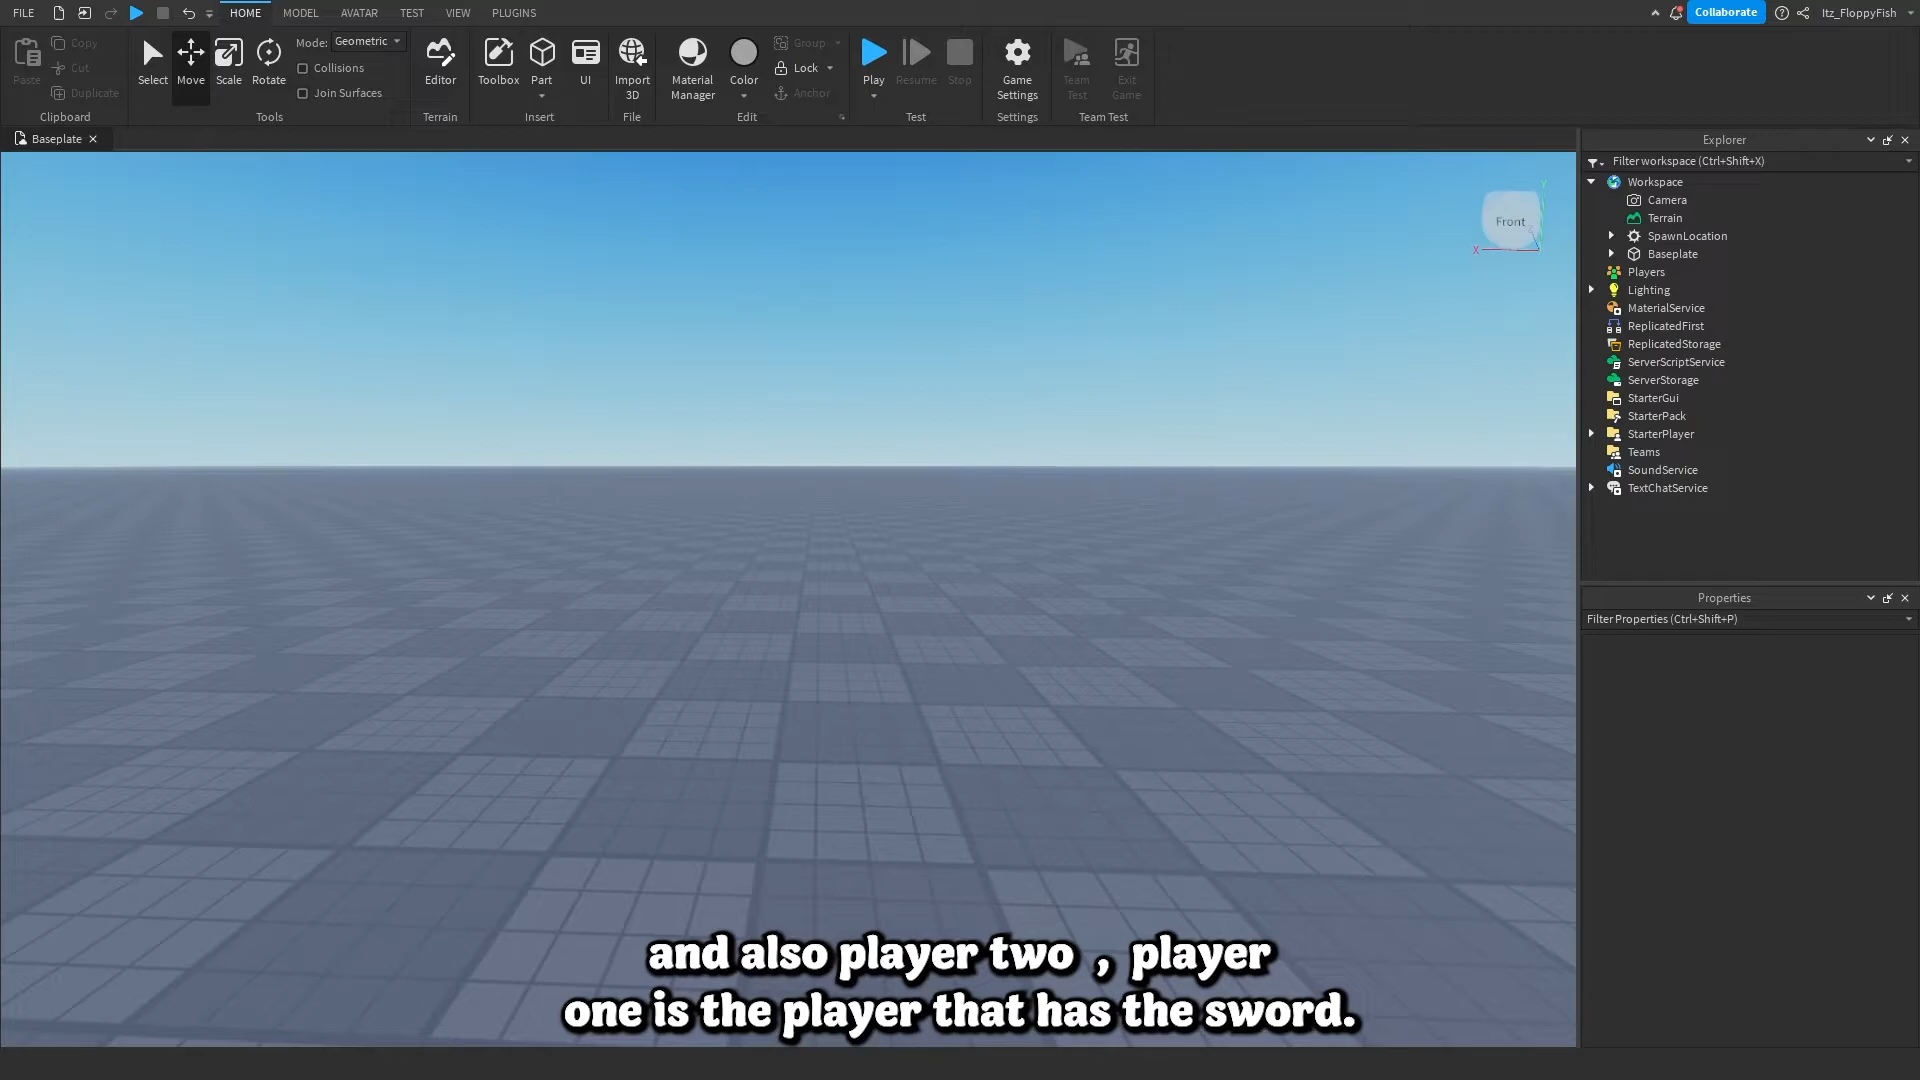 FILE HOME MODEL AVATAR TEST VIEW PLUGINS Collaborate Itz_FloppyFish
Paste
Copy
Cut
Duplicate
Clipboard
Select Move Scale Rotate
Mode: Geometric
Collisions
Join Surfaces
Tools
Editor
Terrain
Toolbox Part UI
Insert
Import
3D
File
Material
Manager
Color
Group
Lock
Anchor
Edit
Play Resume Stop
Test
Game
Settings
Settings
Team
Test
Exit
Game
Team Test
Baseplate
Front
X
Y
Z
Explorer
Filter workspace (Ctrl+Shift+X)
Workspace
Camera
Terrain
SpawnLocation
Baseplate
Players
Lighting
MaterialService
ReplicatedFirst
ReplicatedStorage
ServerScriptService
ServerStorage
StarterGui
StarterPack
StarterPlayer
Teams
SoundService
TextChatService
Properties
Filter Properties (Ctrl+Shift+P)
and also player two , player
one is the player that has the sword.